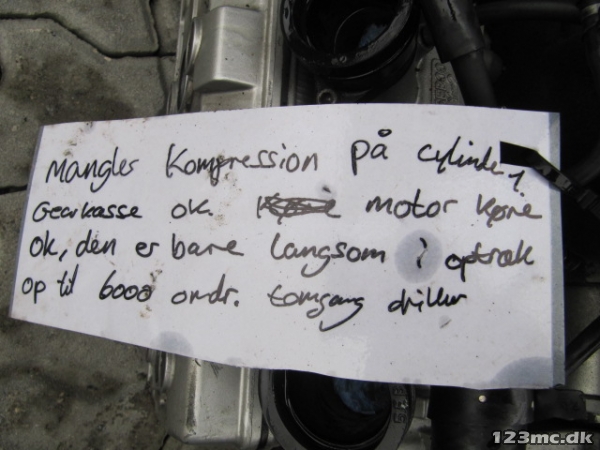 Mangler Kompression på cylinder 1
Gearkasse ok. motor køre
ok, den er bare langsom i optræk
op til 6000 omdr. tomgang driller
123mc.dk